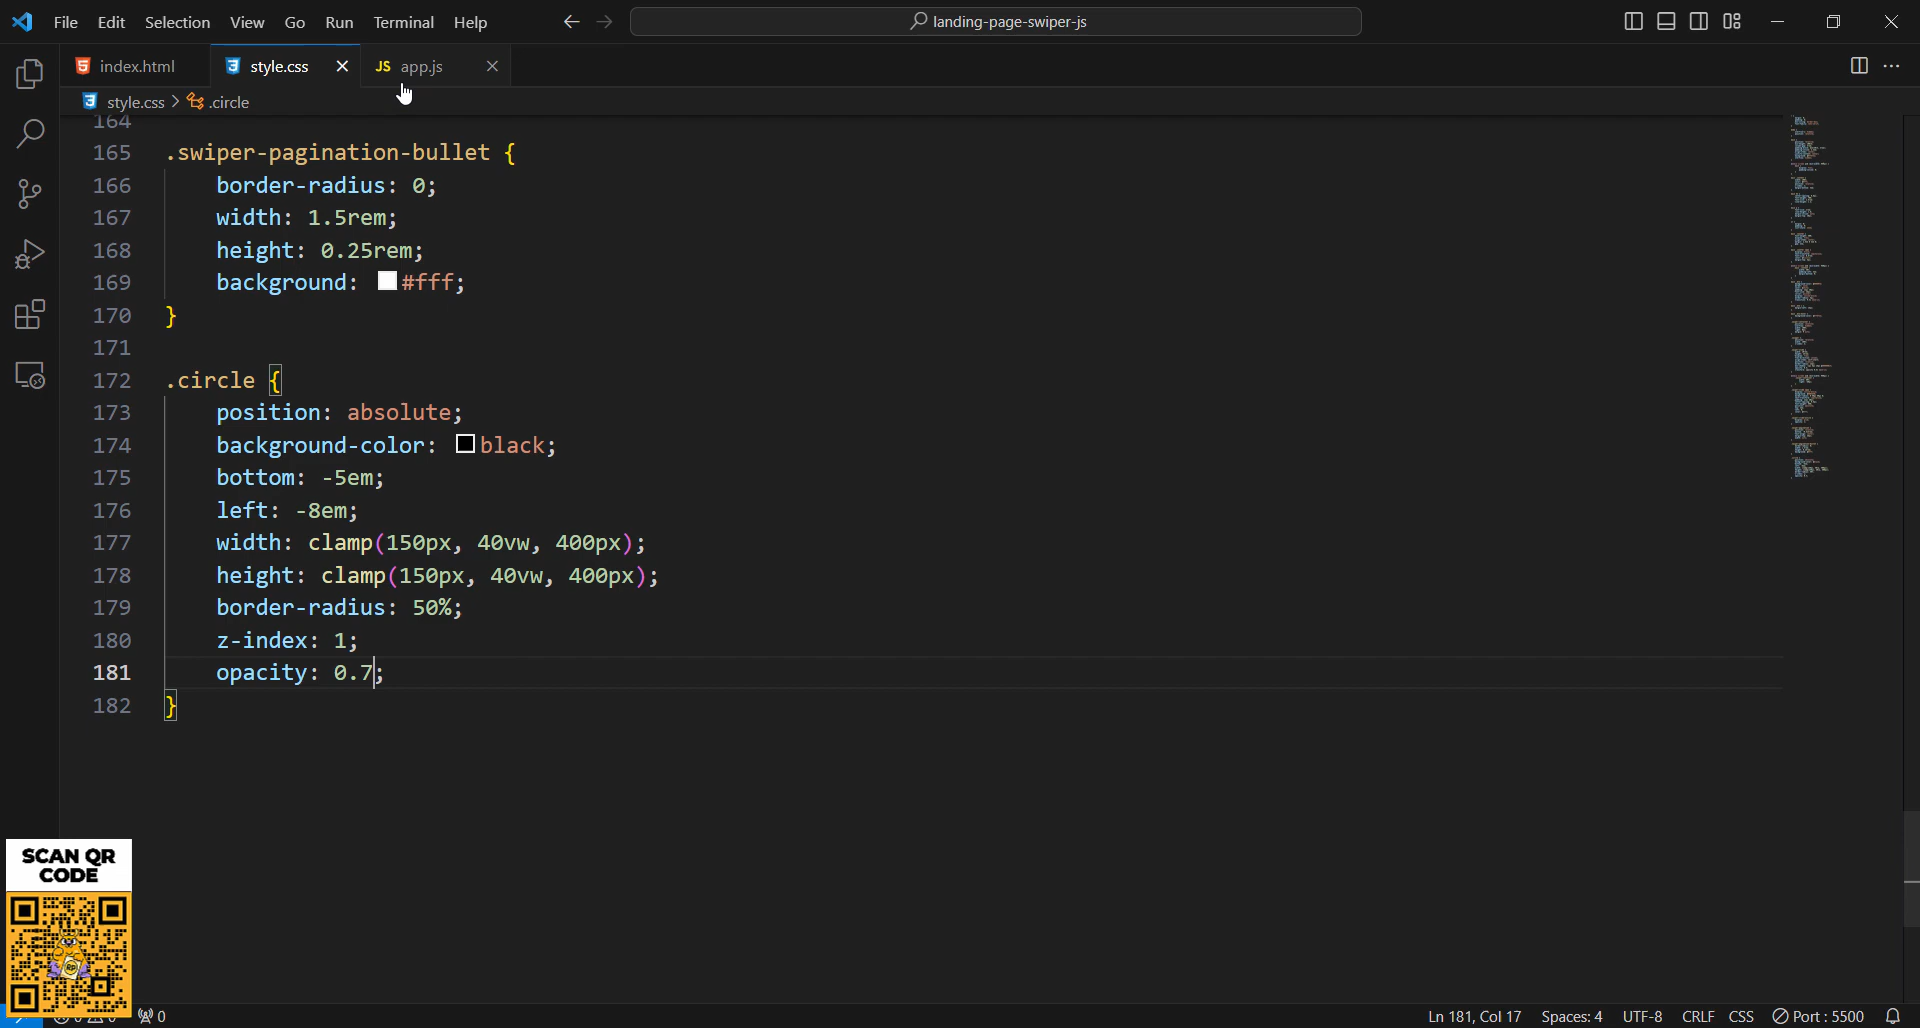 File Edit Selection View Go Run Terminal Help landing-page-swiper-js
index.html style.css JS app.js
style.css > .circle
164
165 .swiper-pagination-bullet {
166 border-radius: 0;
167 width: 1.5rem;
168 height: 0.25rem;
169 background: #fff;
170 }
171
172 .circle {
173 position: absolute;
174 background-color: black;
175 bottom: -5em;
176 left: -8em;
177 width: clamp(150px, 40vw, 400px);
178 height: clamp(150px, 40vw, 400px);
179 border-radius: 50%;
180 z-index: 1;
181 opacity: 0.7;
182 }
SCAN QR
CODE
0 Ln 181, Col 17 Spaces: 4 UTF-8 CRLF CSS Port : 5500